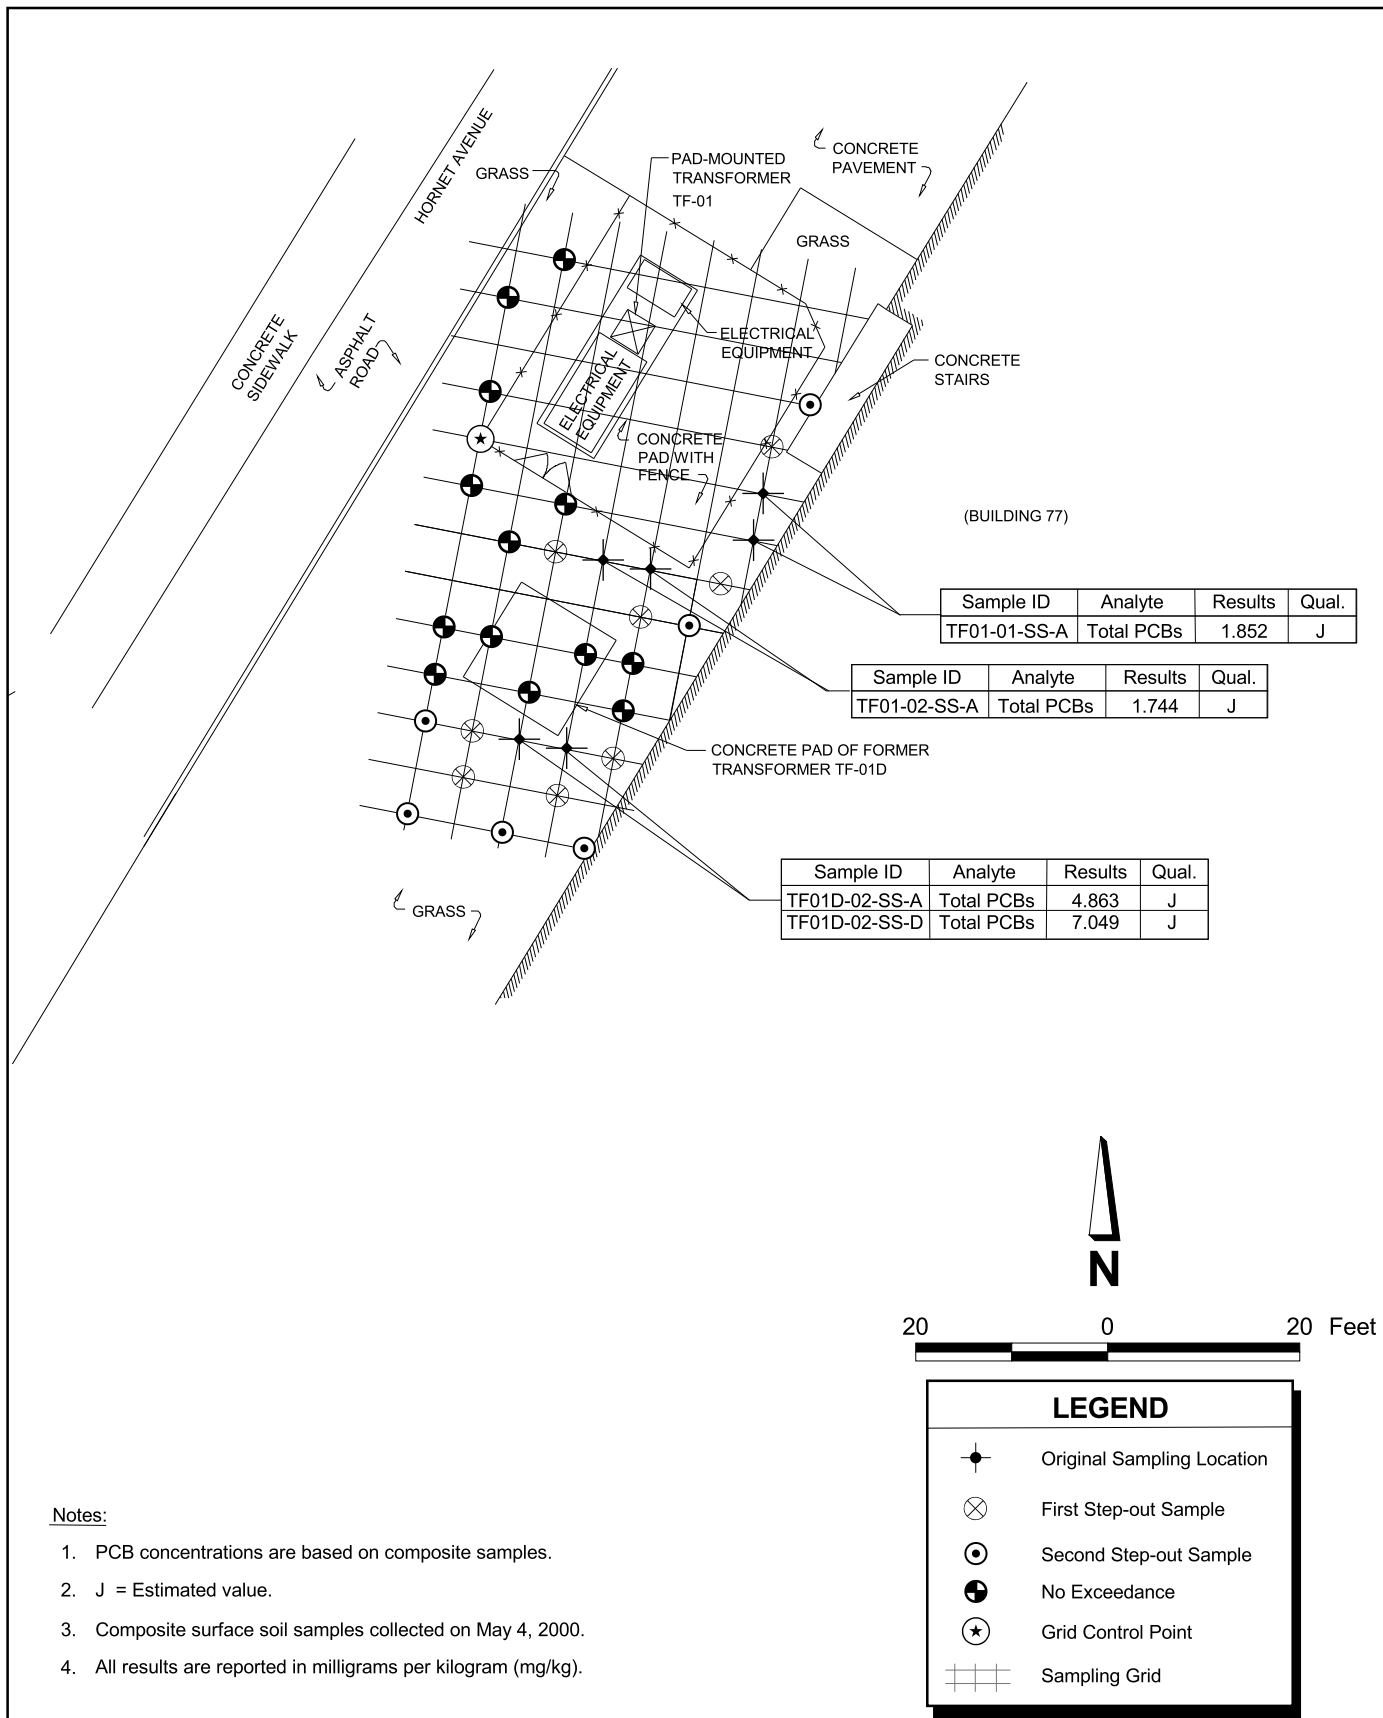 HORNET AVENUE
GRASS
PAD-MOUNTED
TRANSFORMER
TF-01
CONCRETE
PAVEMENT
GRASS
CONCRETE
SIDEWALK
ASPHALT
ROAD
ELECTRICAL
EQUIPMENT
ELECTRICAL
EQUIPMENT
CONCRETE
STAIRS
CONCRETE
PAD WITH
FENCE
(BUILDING 77)
Sample ID Analyte Results Qual.
TF01-01-SS-A Total PCBs 1.852 J
Sample ID Analyte Results Qual.
TF01-02-SS-A Total PCBs 1.744 J
CONCRETE PAD OF FORMER
TRANSFORMER TF-01D
Sample ID Analyte Results Qual.
TF01D-02-SS-A Total PCBs 4.863 J
TF01D-02-SS-D Total PCBs 7.049 J
GRASS
N
20 0 20 Feet
LEGEND
Original Sampling Location
First Step-out Sample
Second Step-out Sample
No Exceedance
Grid Control Point
Sampling Grid
Notes:
1. PCB concentrations are based on composite samples.
2. J = Estimated value.
3. Composite surface soil samples collected on May 4, 2000.
4. All results are reported in milligrams per kilogram (mg/kg).